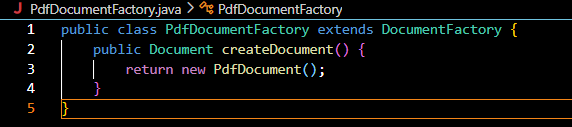 J PdfDocumentFactory.java > PdfDocumentFactory
1 public class PdfDocumentFactory extends DocumentFactory {
2     public Document createDocument() {
3         return new PdfDocument();
4     }
5 }